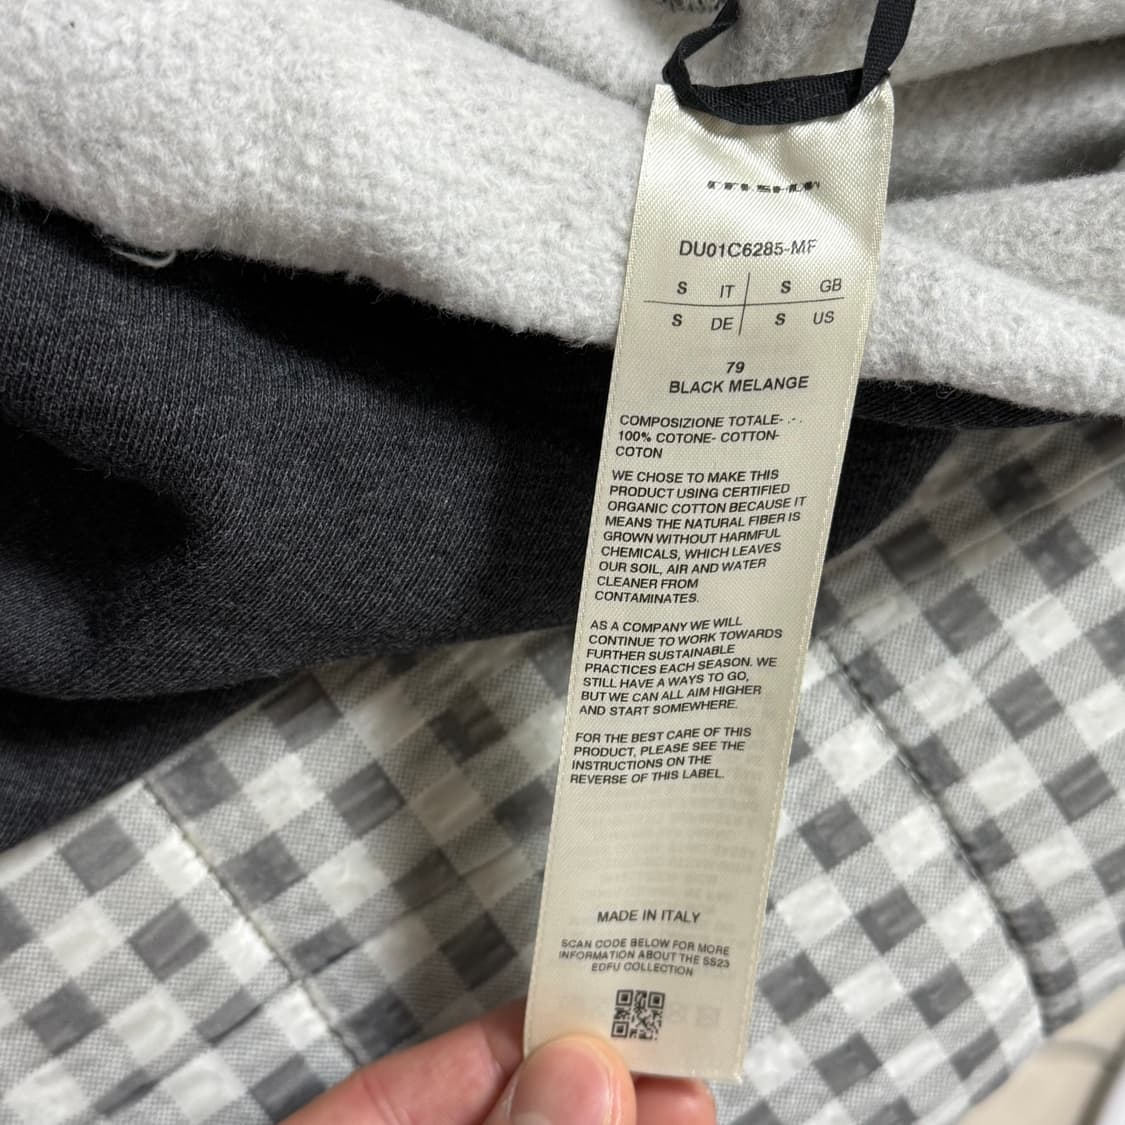 DU01C6285-MF
S IT S GB
S DE S US
79
BLACK MELANGE
COMPOSIZIONE TOTALE- -
100% COTONE- COTTON-
COTON
WE CHOSE TO MAKE THIS
PRODUCT USING CERTIFIED
ORGANIC COTTON BECAUSE IT
MEANS THE NATURAL FIBER IS
GROWN WITHOUT HARMFUL
CHEMICALS, WHICH LEAVES
OUR SOIL, AIR AND WATER
CLEANER FROM
CONTAMINATES.
AS A COMPANY WE WILL
CONTINUE TO WORK TOWARDS
FURTHER SUSTAINABLE
PRACTICES EACH SEASON. WE
STILL HAVE A WAYS TO GO,
BUT WE CAN ALL AIM HIGHER
AND START SOMEWHERE.
FOR THE BEST CARE OF THIS
PRODUCT, PLEASE SEE THE
INSTRUCTIONS ON THE
REVERSE OF THIS LABEL.
MADE IN ITALY
SCAN CODE BELOW FOR MORE
INFORMATION ABOUT THE SS23
EDFU COLLECTION